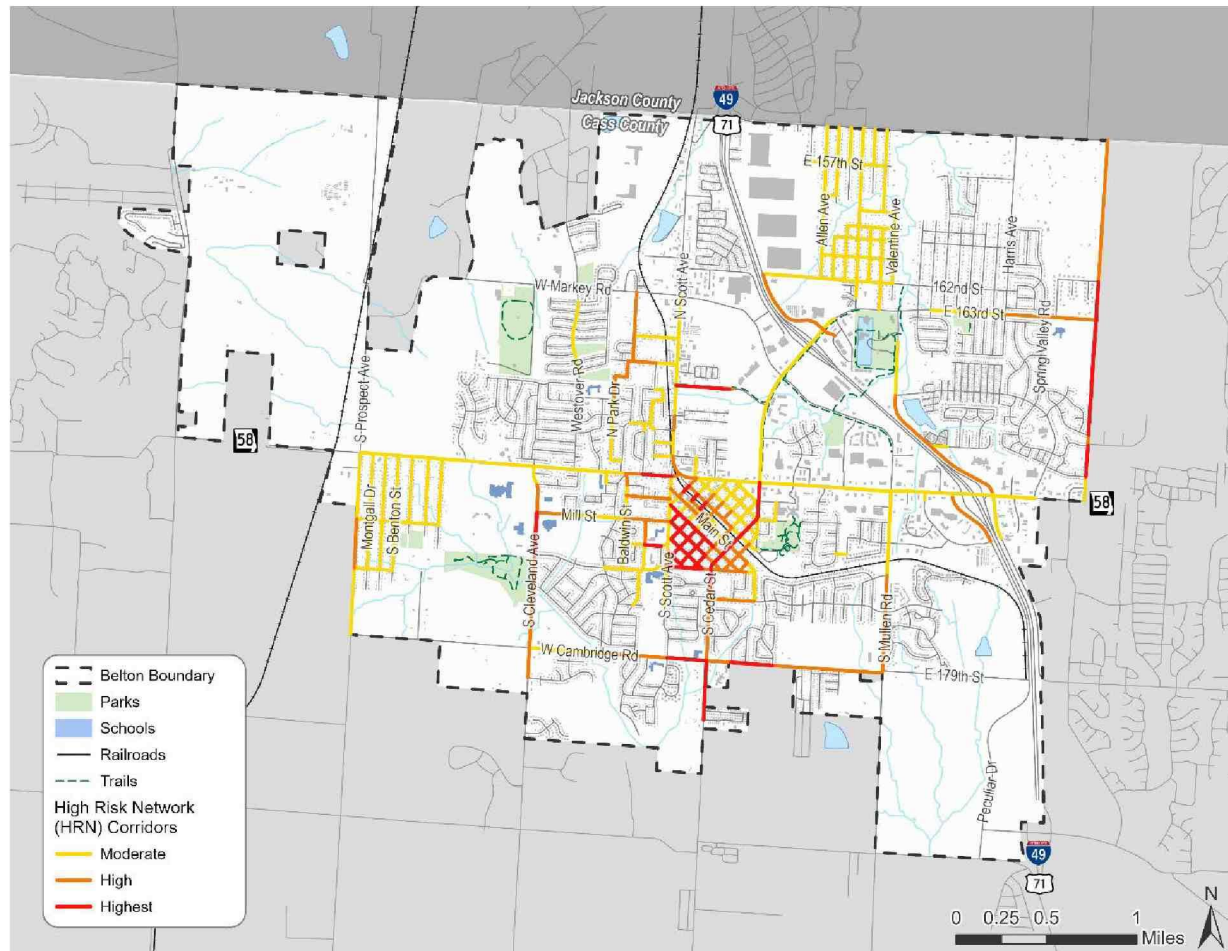 Jackson County
Cass County
49
71
E 157th St
Allen Ave
Valentine Ave
Harris Ave
W Markey Rd
N Scott Ave
162nd St
E 163rd St
Spring Valley Rd
S Prospect Ave
Westover Rd
N Park Dr
58
58
Montgall Dr
S Benton St
Mill St
Baldwin St
Main St
S Cleveland Ave
S Scott Ave
S Cedar St
S Mullen Rd
W Cambridge Rd
E 179th St
Peculiar Dr
49
71
Belton Boundary
Parks
Schools
Railroads
Trails
High Risk Network
(HRN) Corridors
Moderate
High
Highest
N
0 0.25 0.5 1
Miles